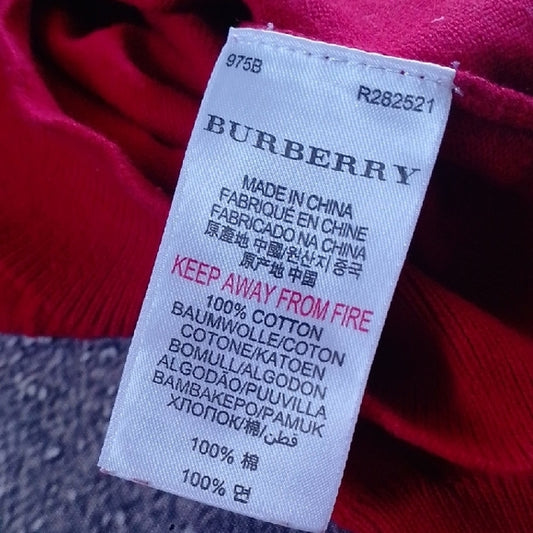 975B
R282521
BURBERRY
MADE IN CHINA
FABRIQUÉ EN CHINE
FABRICADO NA CHINA
原産地 中國/원산지 중국
原产地 中国
KEEP AWAY FROM FIRE
100% COTTON
BAUMWOLLE/COTON
COTONE/KATOEN
BOMULL/ALGODON
ALGODÃO/PUUVILLA
ΒΑΜΒΑΚΕΡΟ/PAMUK
ХЛОПОК/棉/قطن
100% 棉
100% 면